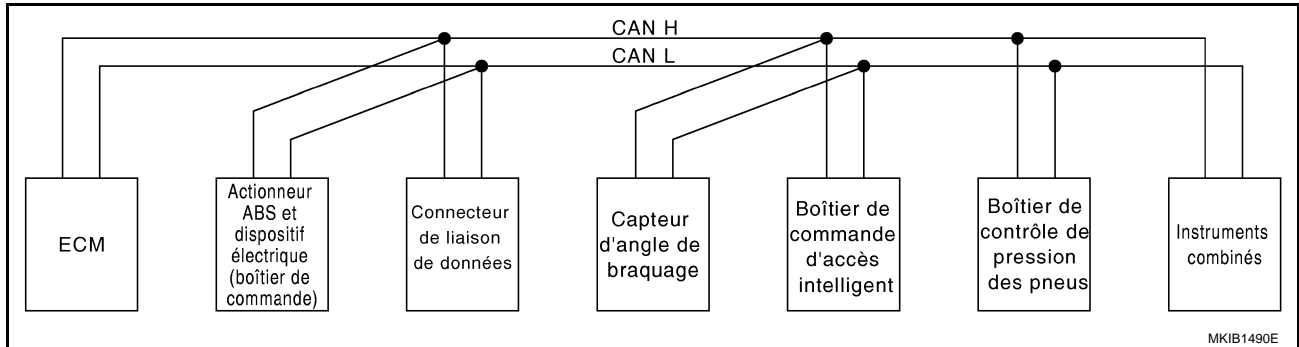 CAN H
CAN L
ECM
Actionneur
ABS et
dispositif
électrique
(boîtier de
commande)
Connecteur
de liaison
de données
Capteur
d'angle de
braquage
Boîtier de
commande
d'accès
intelligent
Boîtier de
contrôle de
pression
des pneus
Instruments
combinés
MKIB1490E